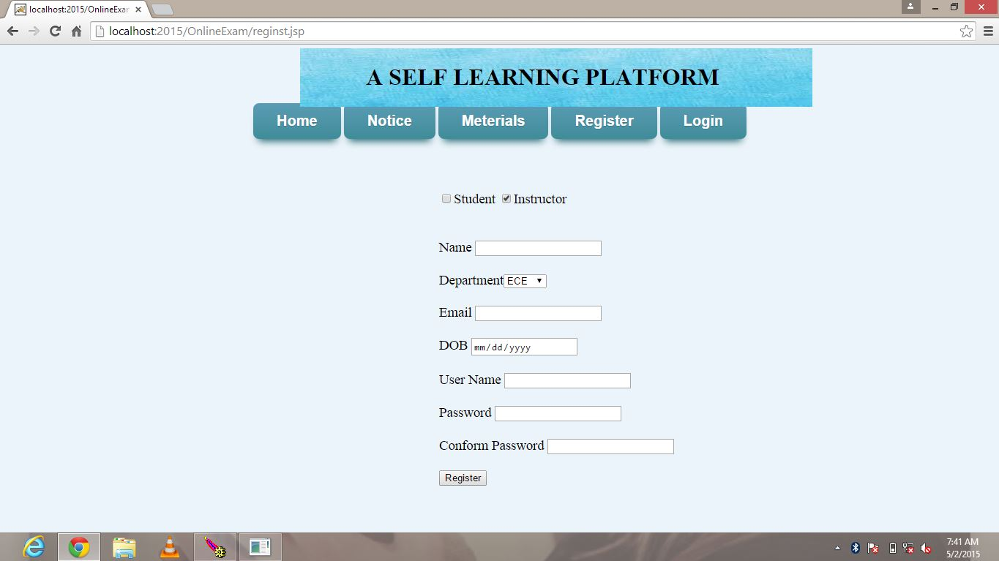 localhost:2015/OnlineExar
localhost:2015/OnlineExam/reginst.jsp
A SELF LEARNING PLATFORM
Home Notice Meterials Register Login
Student Instructor
Name
Department ECE
Email
DOB mm/dd/yyyy
User Name
Password
Conform Password
Register
7:41 AM
5/2/2015